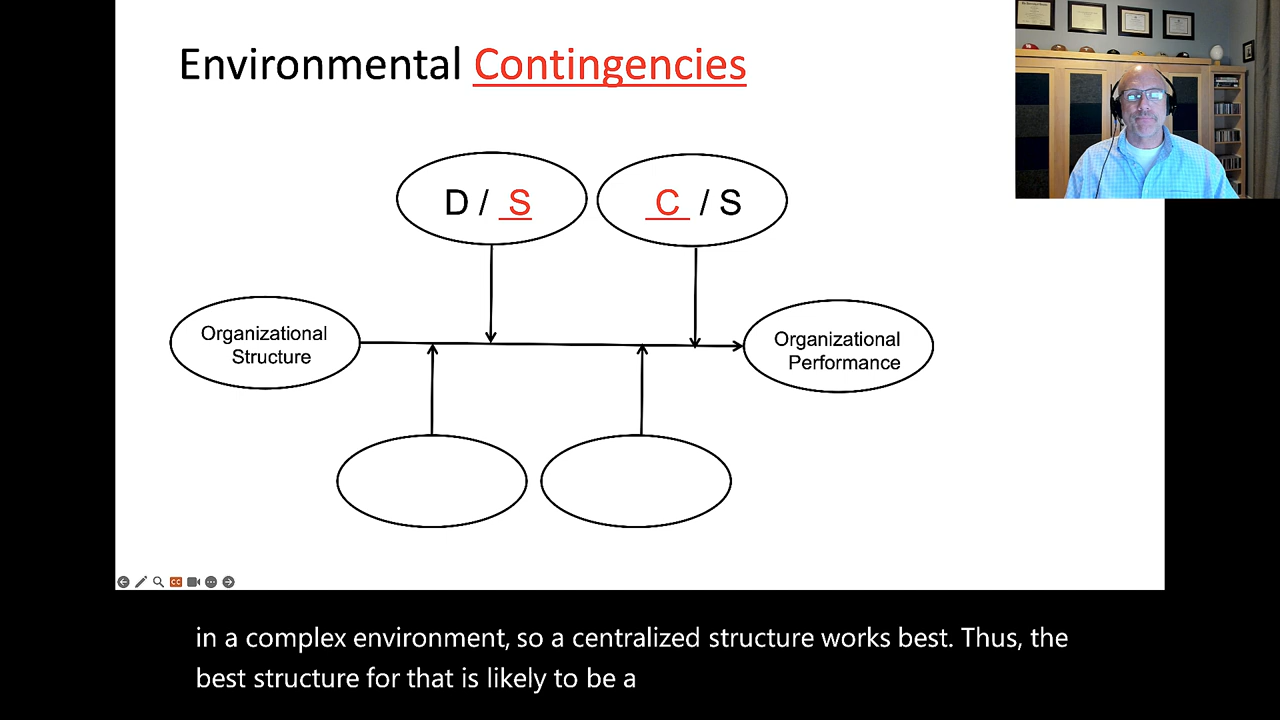 Environmental Contingencies
D / S
C / S
Organizational
Structure
Organizational
Performance
CC
in a complex environment, so a centralized structure works best. Thus, the
best structure for that is likely to be a